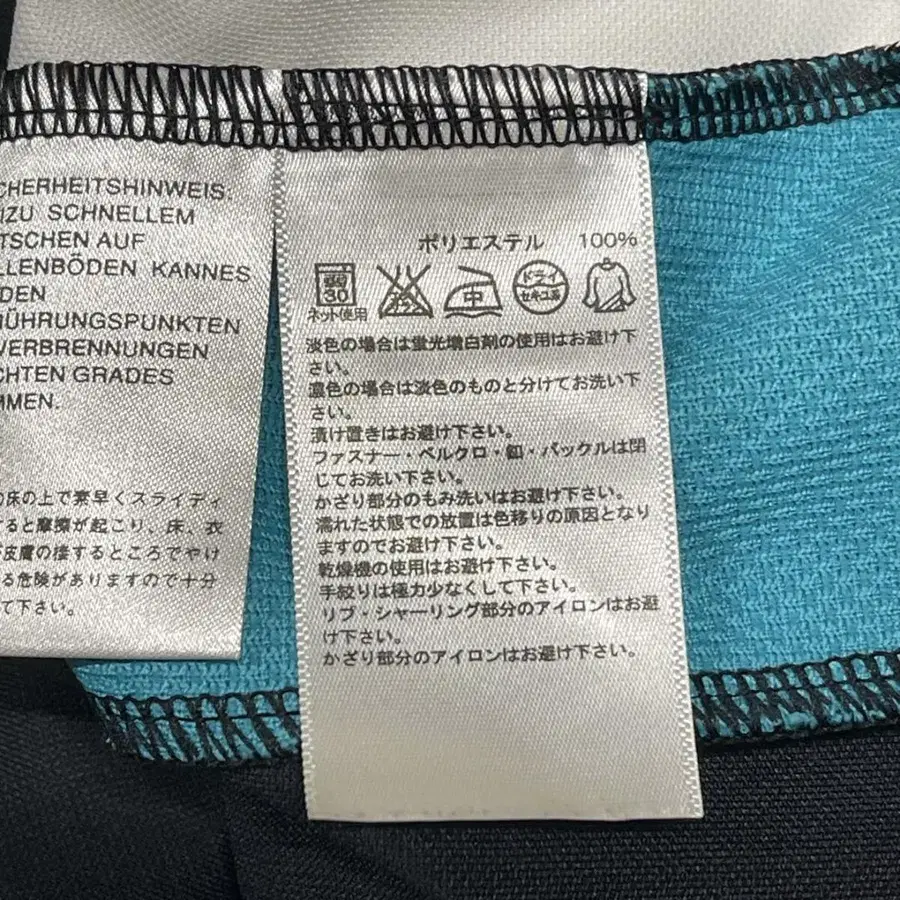 CHERHEITSHINWEIS:
IZU SCHNELLEM
TSCHEN AUF
LLENBÖDEN KANNES
DEN
RÜHRUNGSPUNKTEN
VERBRENNUNGEN
CHTEN GRADES
MMEN.
の床の上で素早くスライディ
すると摩擦が起こり、床、衣
皮膚の接するところでやけ
る危険がありますので十分
て下さい。
ポリエステル 100%
弱
30
ネット使用
中
ドライ
セキユ系
淡色の場合は蛍光増白剤の使用はお避け下
さい。
濃色の場合は淡色のものと分けてお洗い下
さい。
漬け置きはお避け下さい。
ファスナー・ベルクロ・釦・バックルは閉
じてお洗い下さい。
かざり部分のもみ洗いはお避け下さい。
濡れた状態での放置は色移りの原因となり
ますのでお避け下さい。
乾燥機の使用はお避け下さい。
手絞りは極力少なくして下さい。
リブ・シャーリング部分のアイロンはお避
け下さい。
かざり部分のアイロンはお避け下さい。